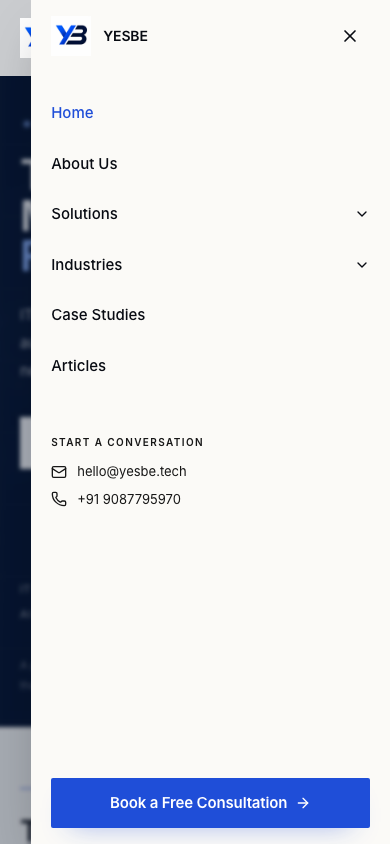 YB YESBE
Home
About Us
Solutions
Industries
Case Studies
Articles
START A CONVERSATION
hello@yesbe.tech
+91 9087795970
Book a Free Consultation